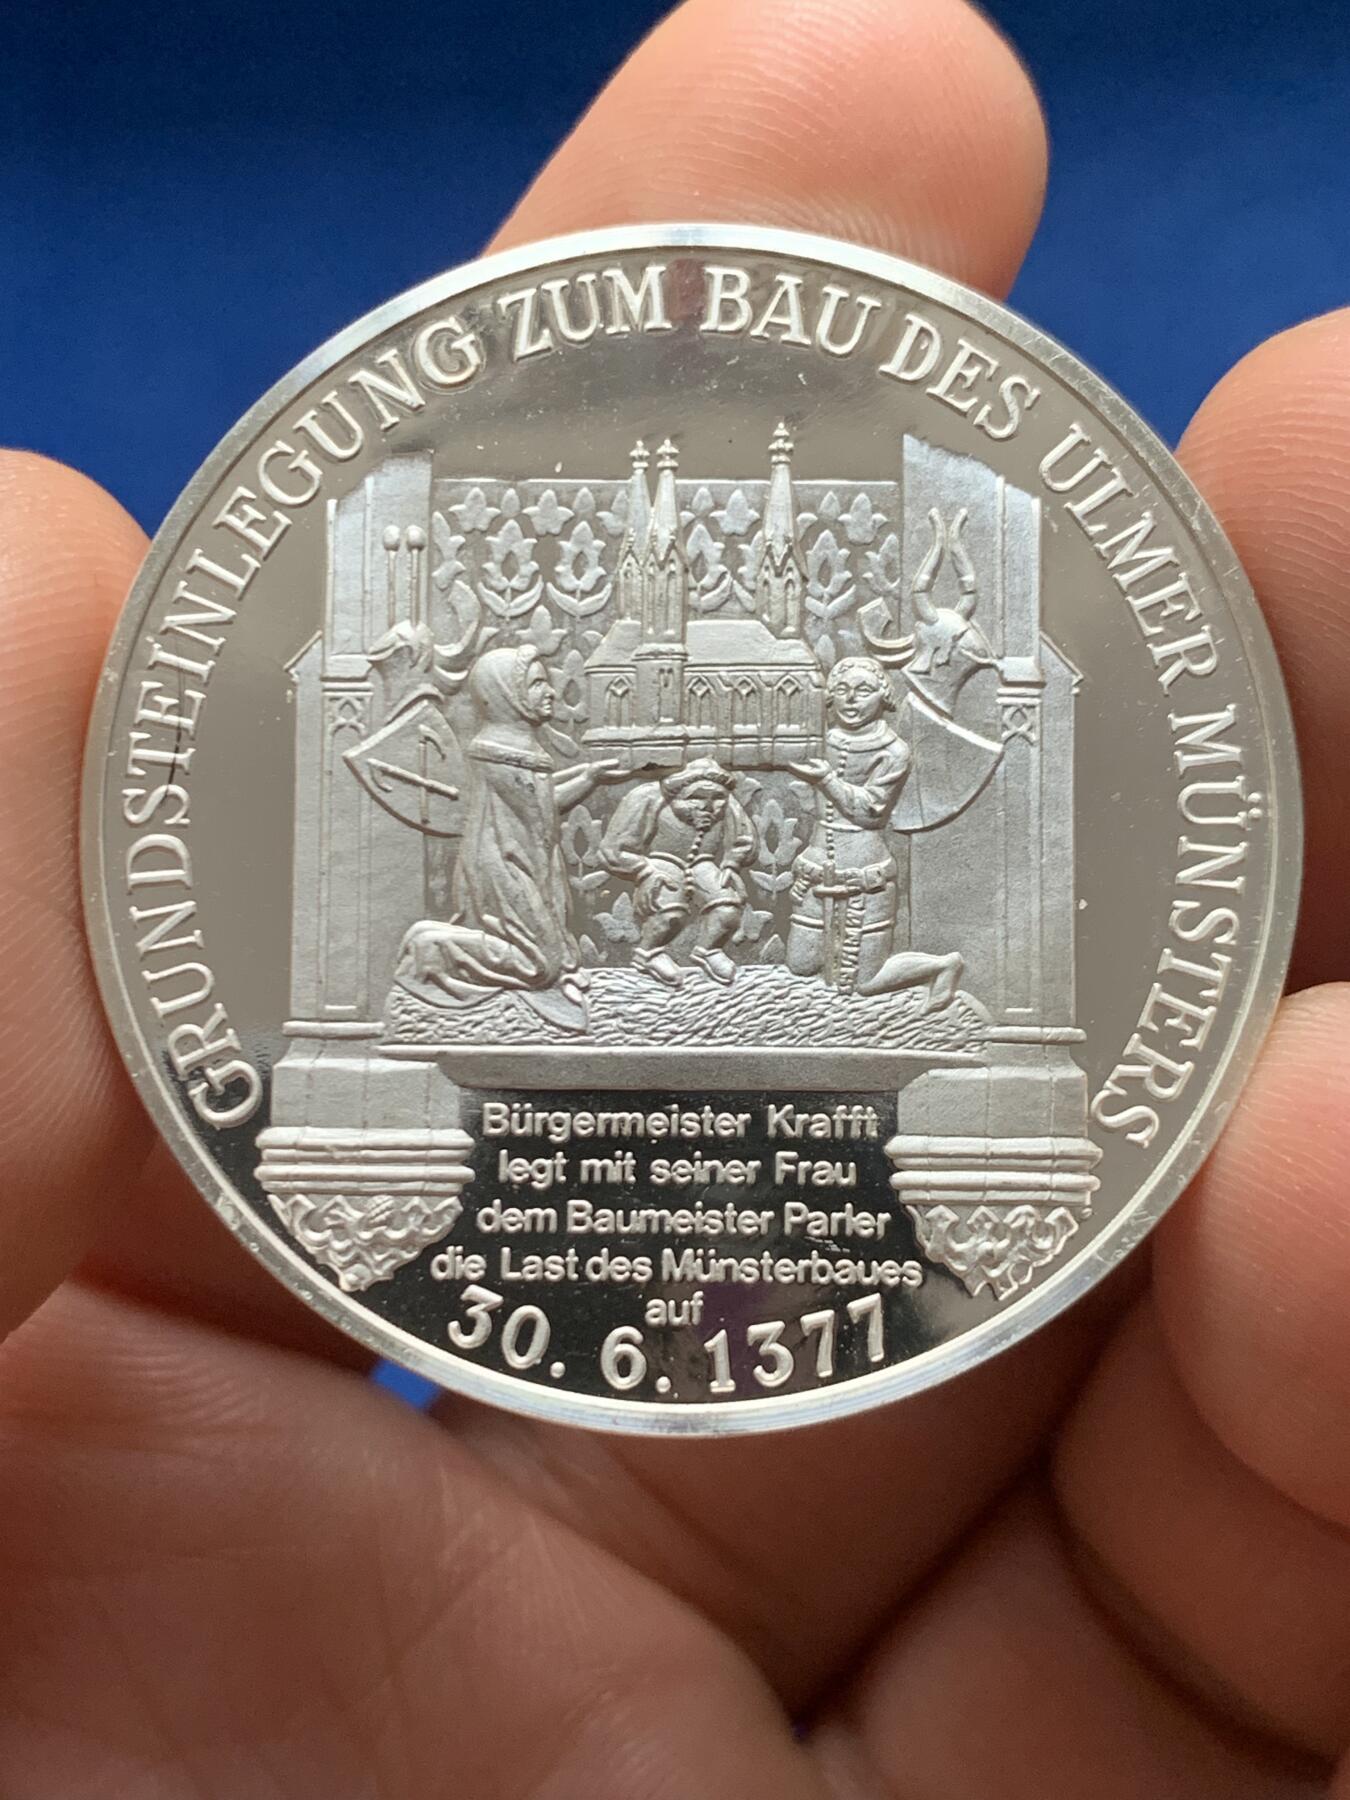 GRUNDSTEINLEGUNG ZUM BAU DES ULMER MÜNSTERS
Bürgermeister Krafft
legt mit seiner Frau
dem Baumeister Parler
die Last des Münsterbaues
auf
30. 6. 1377